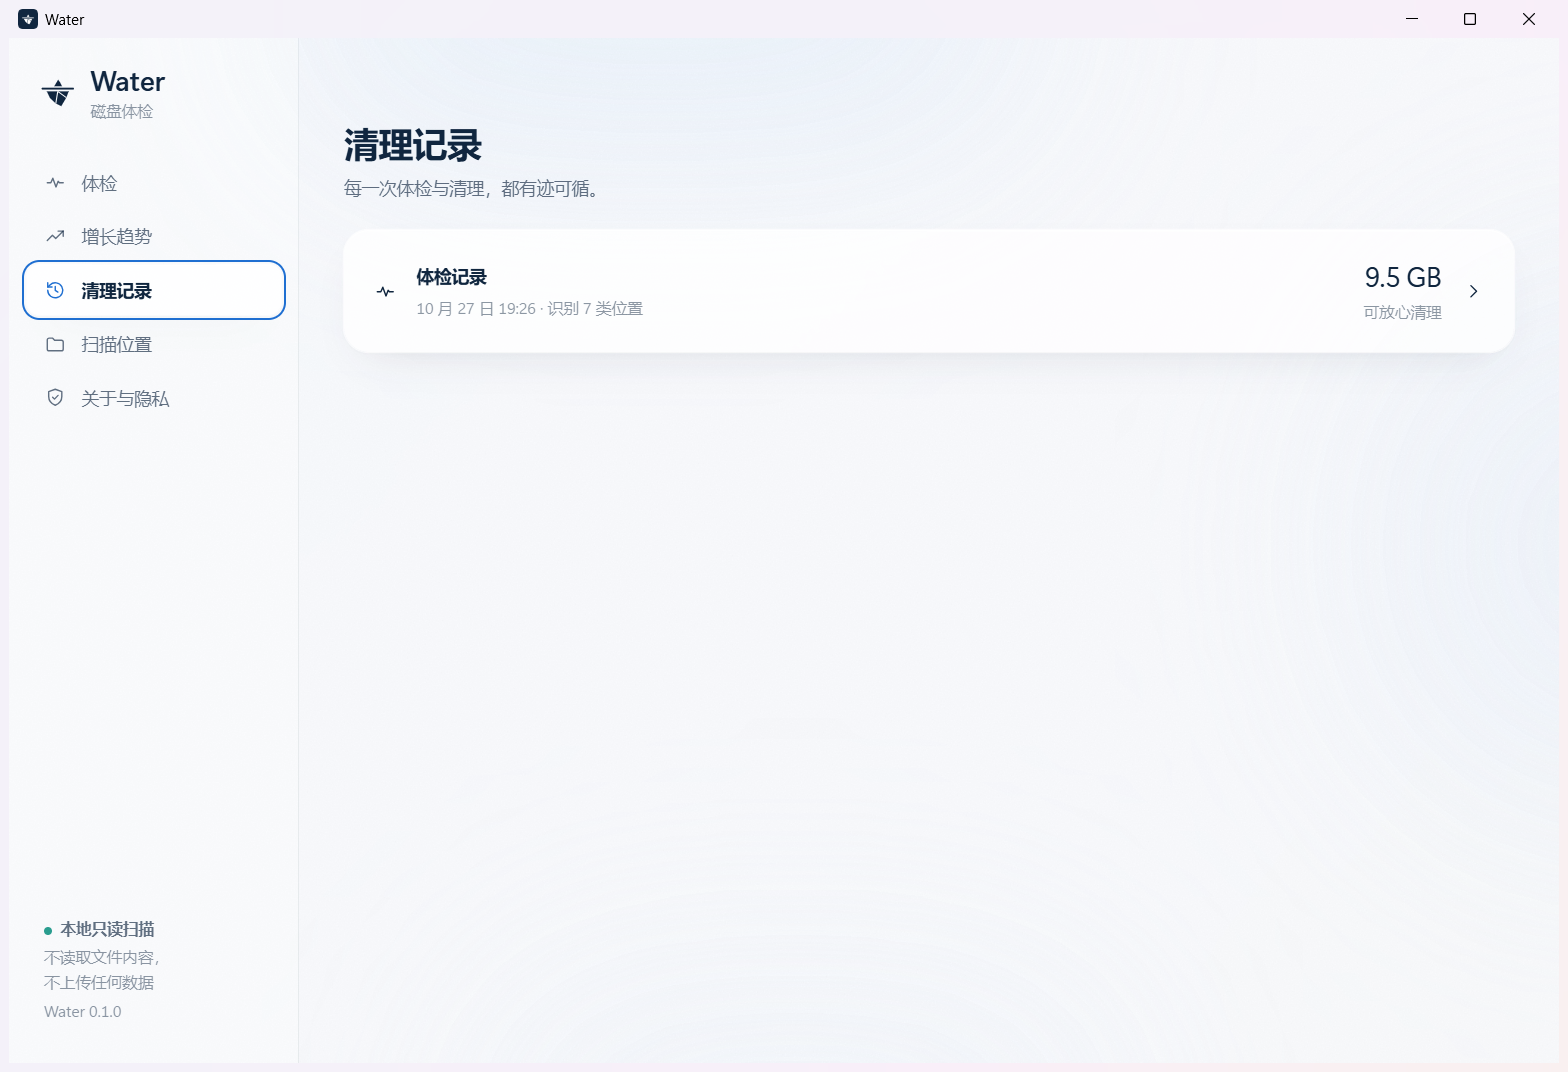 Water
Water
磁盘体检
体检
增长趋势
清理记录
扫描位置
关于与隐私
本地只读扫描
不读取文件内容，
不上传任何数据
Water 0.1.0
清理记录
每一次体检与清理，都有迹可循。
体检记录
10 月 27 日 19:26 · 识别 7 类位置
9.5 GB
可放心清理